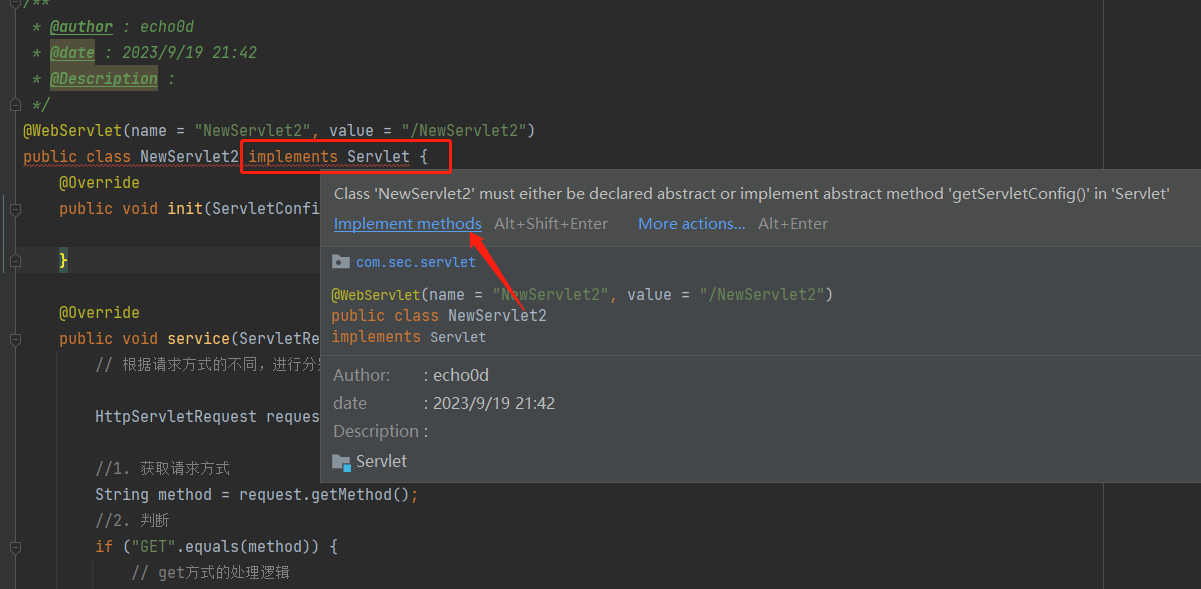 /**
* @author : echo0d
* @date : 2023/9/19 21:42
* @Description :
*/
@WebServlet(name = "NewServlet2", value = "/NewServlet2")
public class NewServlet2 implements Servlet {
@Override
public void init(ServletConfi
}
@Override
public void service(ServletRe
// 根据请求方式的不同，进行分
HttpServletRequest reques
//1. 获取请求方式
String method = request.getMethod();
//2. 判断
if ("GET".equals(method)) {
// get方式的处理逻辑
Class 'NewServlet2' must either be declared abstract or implement abstract method 'getServletConfig()' in 'Servlet'
Implement methods Alt+Shift+Enter More actions... Alt+Enter
com.sec.servlet
@WebServlet(name = "NewServlet2", value = "/NewServlet2")
public class NewServlet2
implements Servlet
Author: : echo0d
date : 2023/9/19 21:42
Description :
Servlet